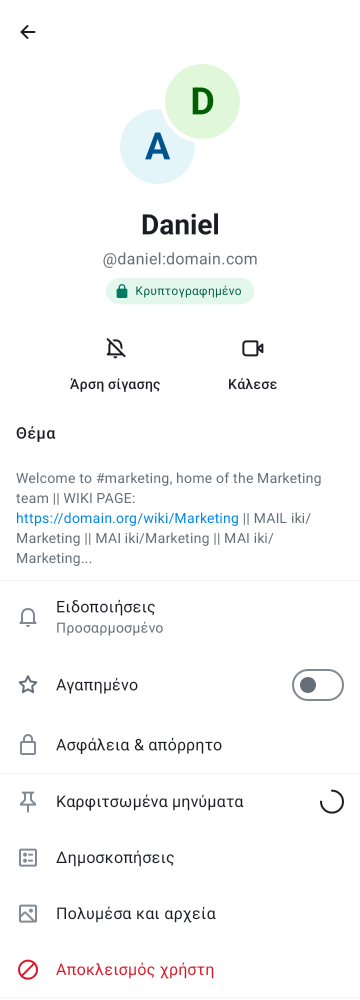 D
A
Daniel
@daniel:domain.com
Κρυπτογραφημένο
Άρση σίγασης
Κάλεσε
Θέμα
Welcome to #marketing, home of the Marketing
team || WIKI PAGE:
https://domain.org/wiki/Marketing || MAIL iki/
Marketing || MAI iki/Marketing || MAI iki/
Marketing...
Ειδοποιήσεις
Προσαρμοσμένο
Αγαπημένο
Ασφάλεια & απόρρητο
Καρφιτσωμένα μηνύματα
Δημοσκοπήσεις
Πολυμέσα και αρχεία
Αποκλεισμός χρήστη